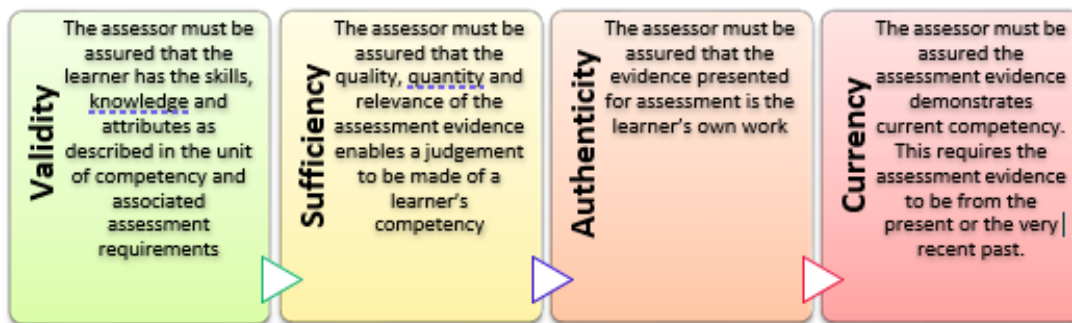 Validity
The assessor must be
assured that the
learner has the skills,
knowledge and
attributes as
described in the unit
of competency and
associated
assessment
requirements
Sufficiency
The assessor must be
assured that the
quality, quantity and
relevance of the
assessment evidence
enables a judgement
to be made of a
learner's
competency
Authenticity
The assessor must be
assured that the
evidence presented
for assessment is the
learner's own work
Currency
The assessor must be
assured the
assessment evidence
demonstrates
current competency.
This requires the
assessment evidence
to be from the
present or the very
recent past.